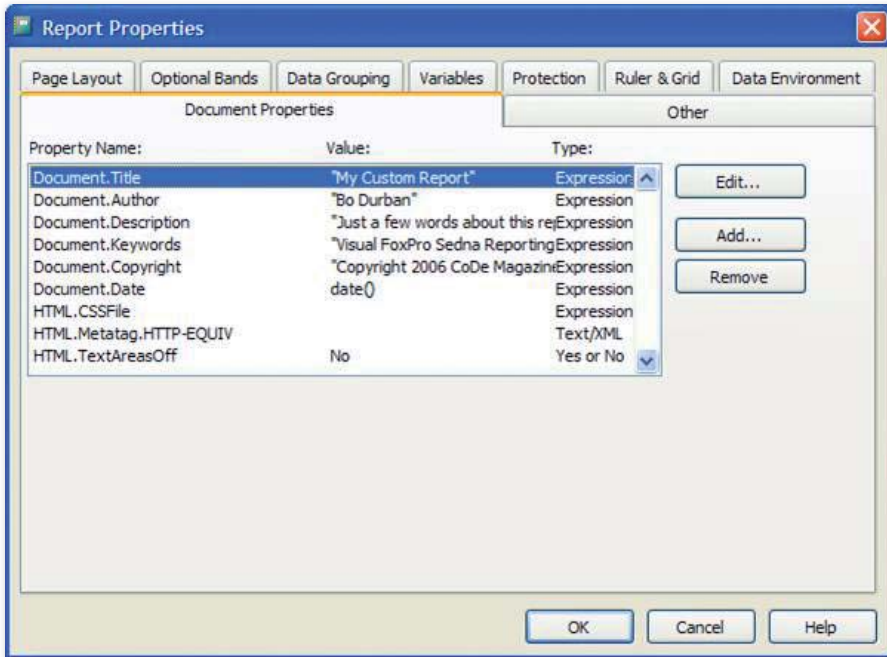 Report Properties
Page Layout Optional Bands Data Grouping Variables Protection Ruler & Grid Data Environment
Document Properties Other
Property Name: Value: Type:
Document.Title "My Custom Report" Expression
Document.Author "Bo Durban" Expression
Document.Description "Just a few words about this rep Expression
Document.Keywords "Visual FoxPro Sedna Reporting Expression
Document.Copyright "Copyright 2006 CoDe Magazine Expression
Document.Date date() Expression
HTML.CSSFile Expression
HTML.Metatag.HTTP-EQUIV Text/XML
HTML.TextAreasOff No Yes or No
Edit...
Add...
Remove
OK Cancel Help